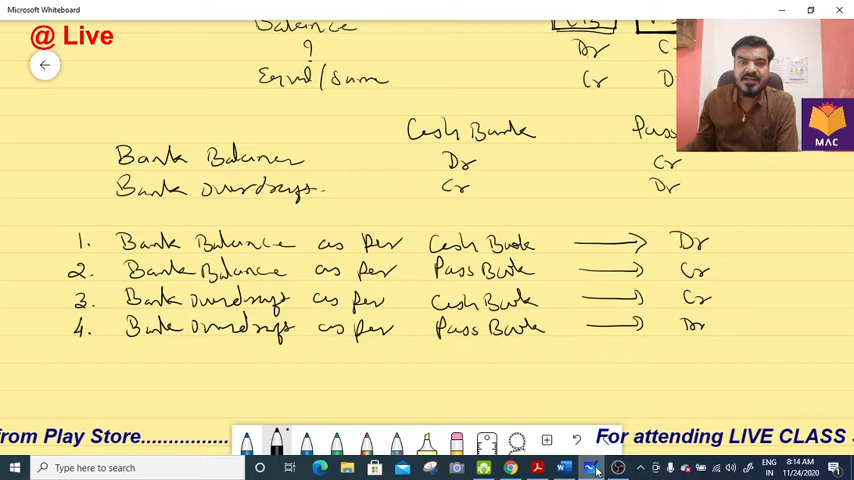 Microsoft Whiteboard
@ Live
Balance
CB
?
Dr
Equal / Same
Cr
D
Cash Book
Pass
Bank Balance
Dr
Cr
Bank overdraft.
Cr
Dr
MAC
1. Bank Balance as per Cash Book → Dr
2. Bank Balance as per Pass Book → Cr
3. Bank overdraft as per Cash Book → Cr
4. Bank overdraft as per Pass Book → Dr
from Play Store.................
For attending LIVE CLASS
Type here to search
ENG
IN
8:14 AM
11/24/2020